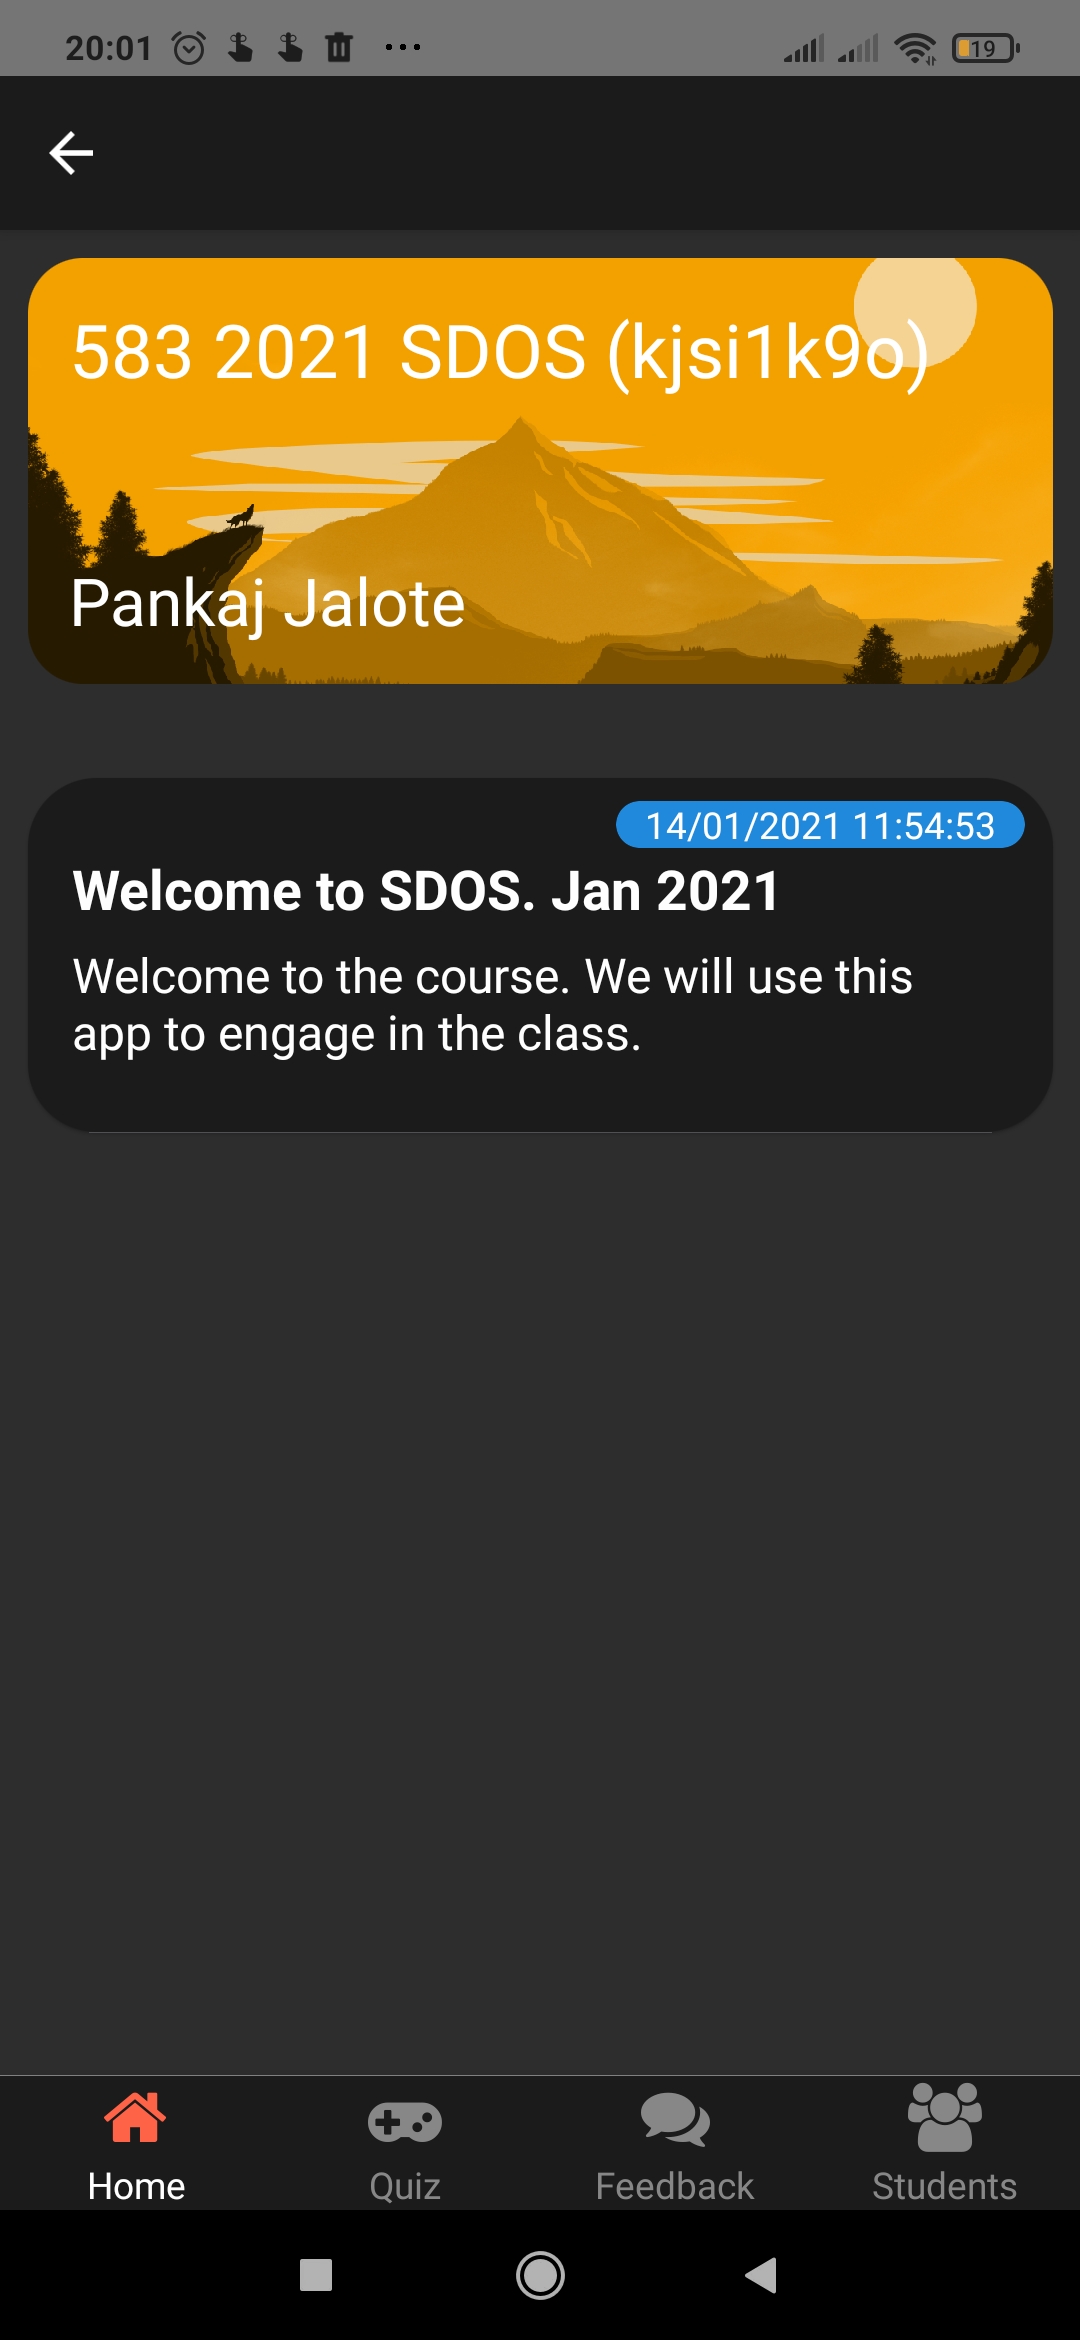 20:01
19
583 2021 SDOS (kjsi1k9o)
Pankaj Jalote
14/01/2021 11:54:53
Welcome to SDOS. Jan 2021
Welcome to the course. We will use this
app to engage in the class.
Home Quiz Feedback Students